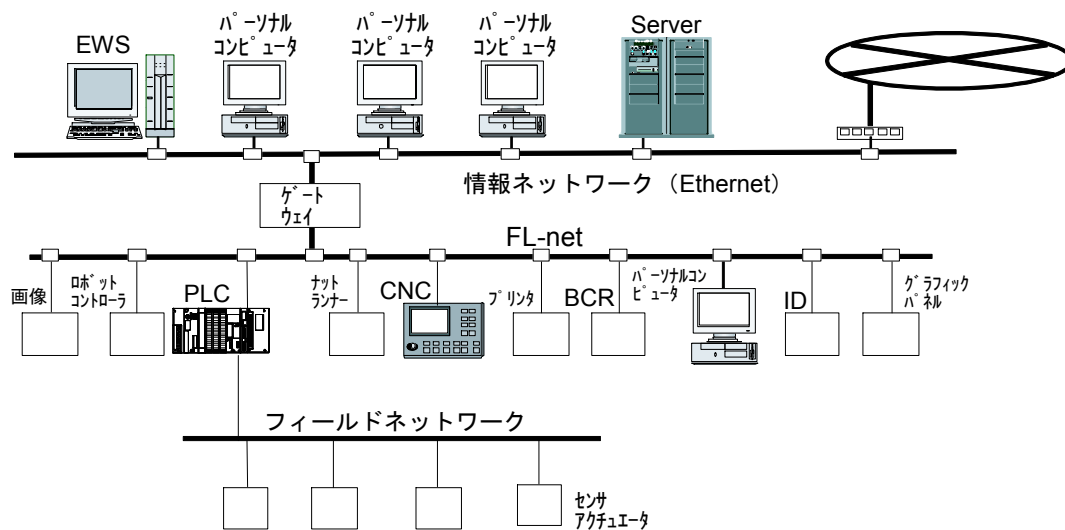 EWS
ﾊﾟｰｿﾅﾙ
ｺﾝﾋﾟｭｰﾀ
ﾊﾟｰｿﾅﾙ
ｺﾝﾋﾟｭｰﾀ
ﾊﾟｰｿﾅﾙ
ｺﾝﾋﾟｭｰﾀ
Server
情報ネットワーク（Ethernet）
ｹﾞｰﾄ
ｳｪｲ
FL-net
画像
ﾛﾎﾞｯﾄ
ｺﾝﾄﾛｰﾗ
PLC
ﾅｯﾄ
ﾗﾝﾅｰ
CNC
ﾌﾟﾘﾝﾀ
BCR
ﾊﾟｰｿﾅﾙｺﾝ
ﾋﾟｭｰﾀ
ID
ｸﾞﾗﾌｨｯｸ
ﾊﾟﾈﾙ
フィールドネットワーク
ｾﾝｻ
ｱｸﾁｭｴｰﾀ